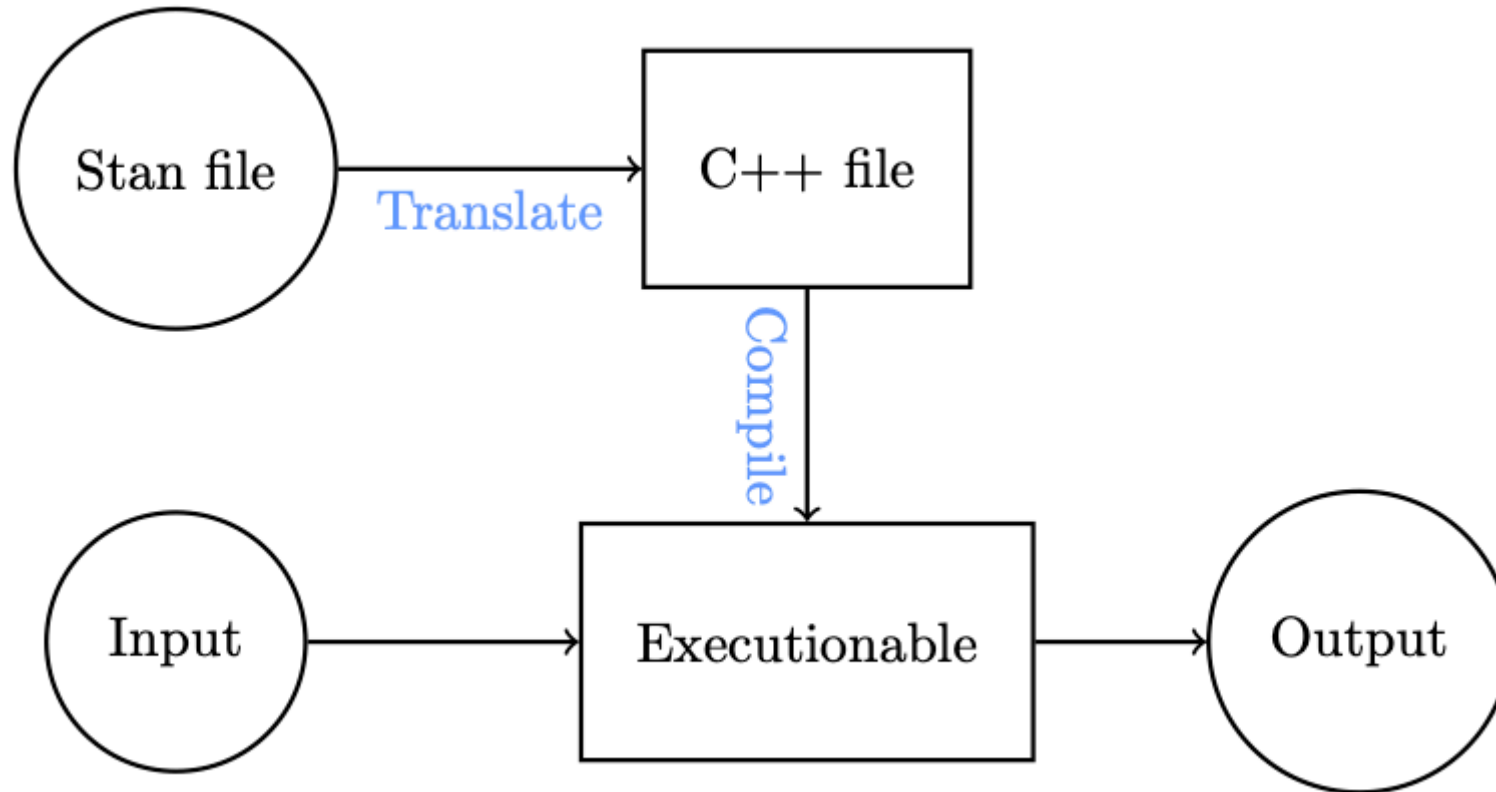 Stan file
Translate
C++ file
Compile
Input
Executionable
Output